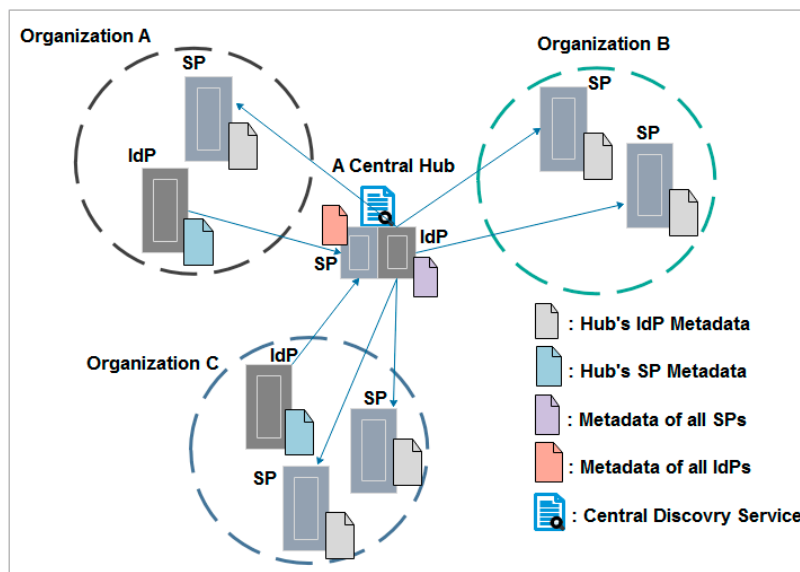 Organization A
SP
IdP
Organization B
SP
SP
A Central Hub
IdP
SP
Organization C
IdP
SP
SP
: Hub's IdP Metadata
: Hub's SP Metadata
: Metadata of all SPs
: Metadata of all IdPs
: Central Discovry Service